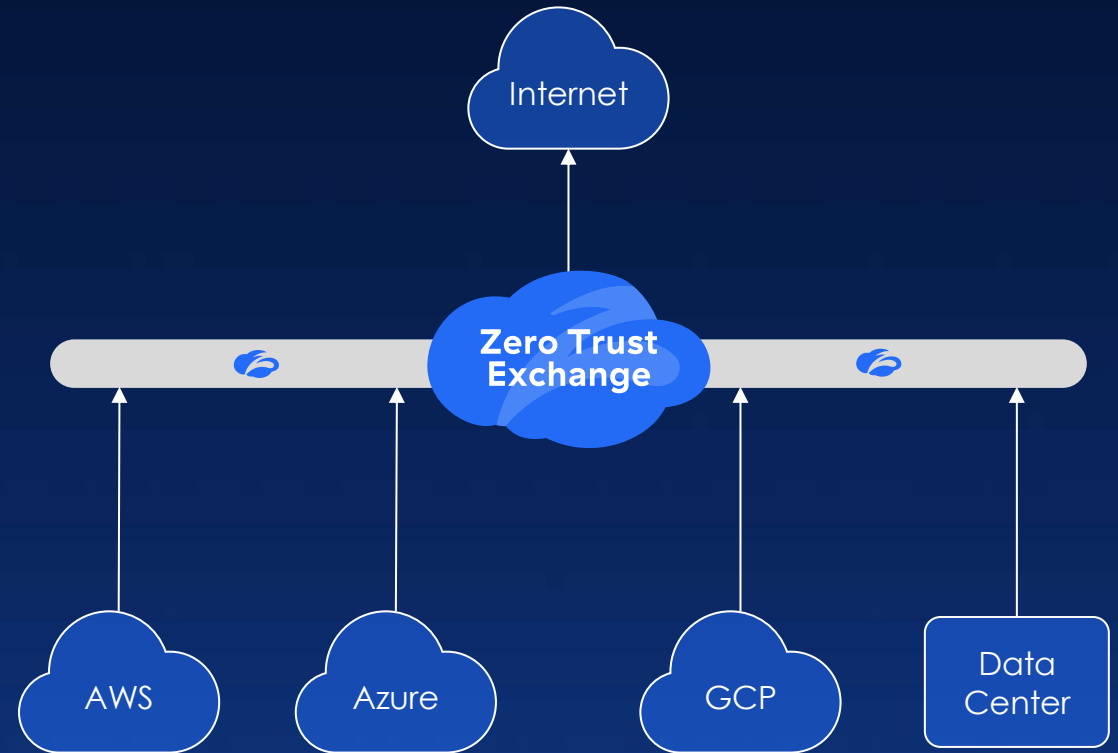 Internet
Zero Trust
Exchange
AWS
Azure
GCP
Data
Center